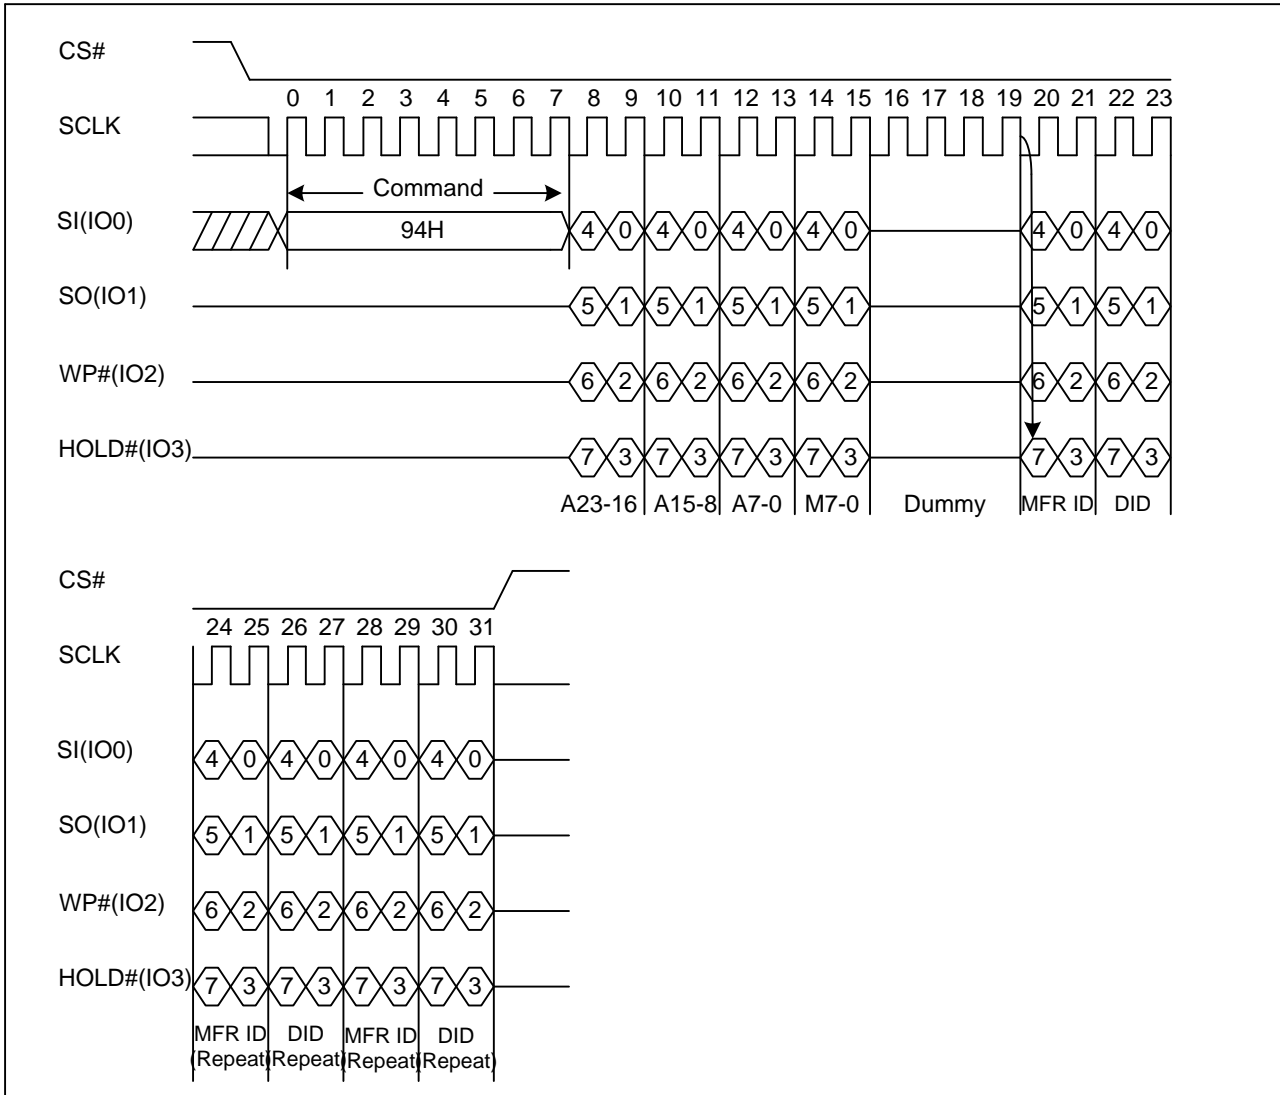 CS#
0 1 2 3 4 5 6 7 8 9 10 11 12 13 14 15 16 17 18 19 20 21 22 23
SCLK
Command
SI(IO0) 94H 4 0 4 0 4 0 4 0 4 0 4 0
SO(IO1) 5 1 5 1 5 1 5 1 5 1 5 1
WP#(IO2) 6 2 6 2 6 2 6 2 6 2 6 2
HOLD#(IO3) 7 3 7 3 7 3 7 3 7 3 7 3
A23-16 A15-8 A7-0 M7-0 Dummy MFR ID DID
CS#
24 25 26 27 28 29 30 31
SCLK
SI(IO0) 4 0 4 0 4 0 4 0
SO(IO1) 5 1 5 1 5 1 5 1
WP#(IO2) 6 2 6 2 6 2 6 2
HOLD#(IO3) 7 3 7 3 7 3 7 3
MFR ID DID MFR ID DID
(Repeat) (Repeat) (Repeat) (Repeat)